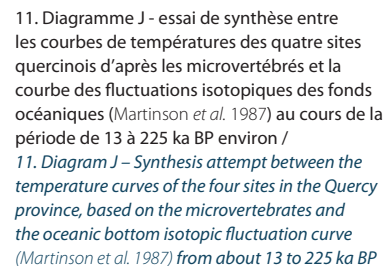 11. Diagramme J - essai de synthèse entre
les courbes de températures des quatre sites
quercinois d’après les microvertébrés et la
courbe des fluctuations isotopiques des fonds
océaniques (Martinson et al. 1987) au cours de la
période de 13 à 225 ka BP environ /
11. Diagram J – Synthesis attempt between the
temperature curves of the four sites in the Quercy
province, based on the microvertebrates and
the oceanic bottom isotopic fluctuation curve
(Martinson et al. 1987) from about 13 to 225 ka BP